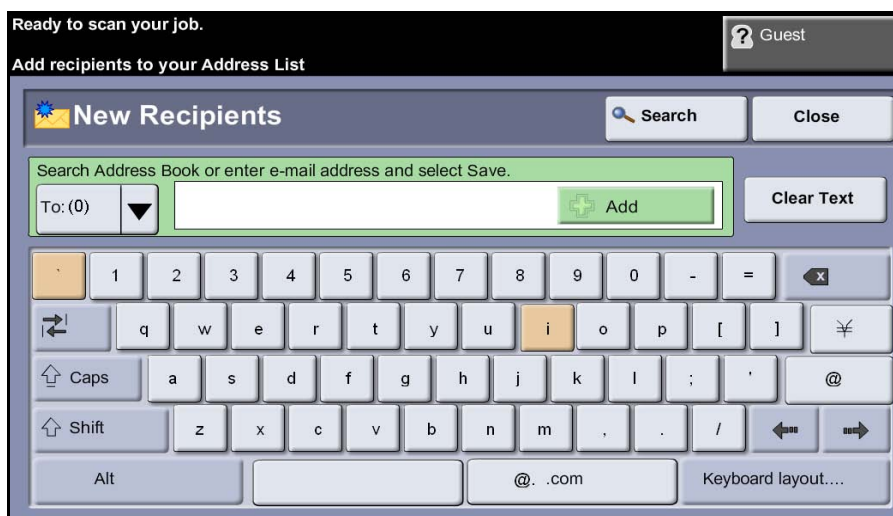 Ready to scan your job.
? Guest
Add recipients to your Address List
New Recipients
Search
Close
Search Address Book or enter e-mail address and select Save.
To: (0)
Add
Clear Text
` 1 2 3 4 5 6 7 8 9 0 - = x
q w e r t y u i o p [ ] ¥
Caps a s d f g h j k l ; ' @
Shift z x c v b n m , . /
Alt @. .com Keyboard layout....